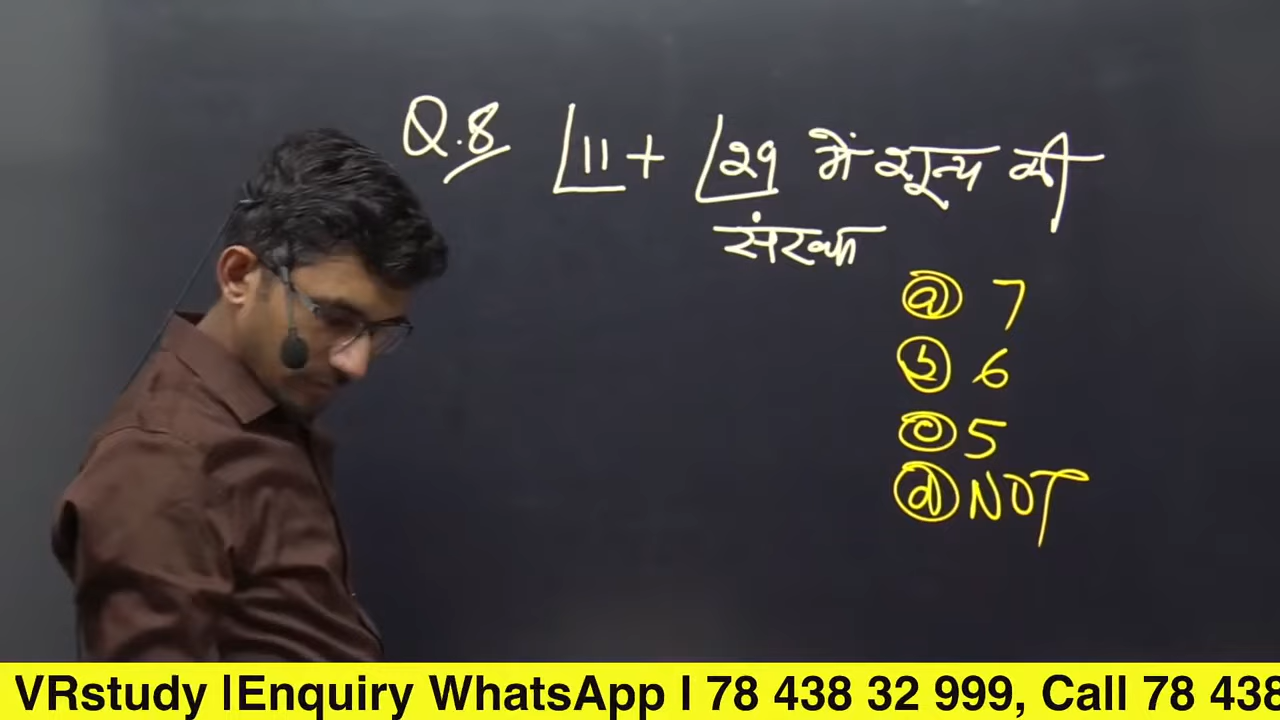 Q.8 ⌊11 + ⌊29 में शून्य की
संख्या
ⓐ 7
ⓑ 6
ⓒ 5
ⓓ NOT
VRstudy |Enquiry WhatsApp | 78 438 32 999, Call 78 438